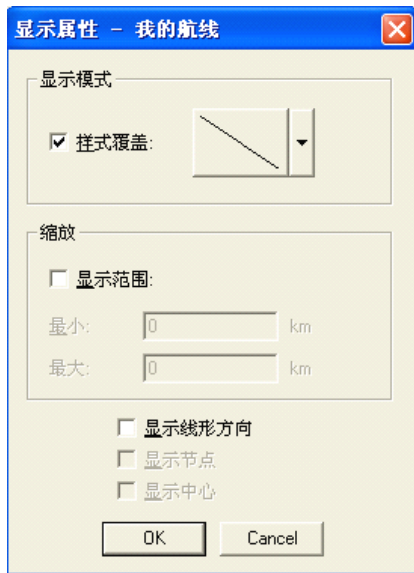 显示属性 - 我的航线
显示模式
样式覆盖:
缩放
显示范围:
最小: 0 km
最大: 0 km
显示线形方向
显示节点
显示中心
OK Cancel